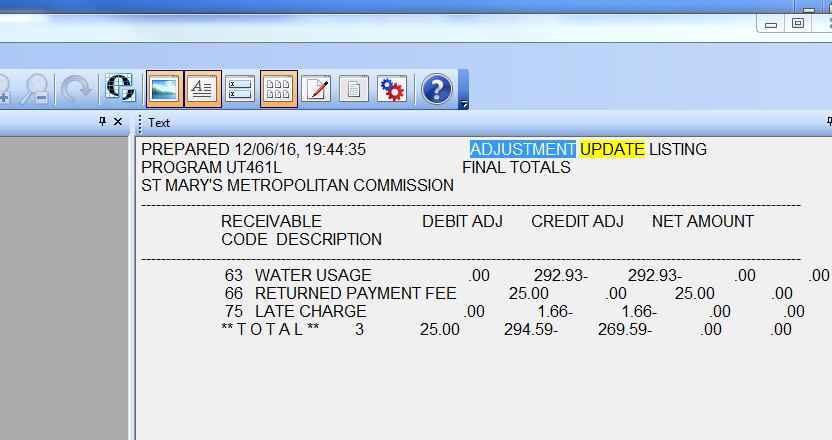 Text
PREPARED 12/06/16, 19:44:35 ADJUSTMENT UPDATE LISTING
PROGRAM UT461L FINAL TOTALS
ST MARY'S METROPOLITAN COMMISSION
RECEIVABLE DEBIT ADJ CREDIT ADJ NET AMOUNT
CODE DESCRIPTION
63 WATER USAGE .00 292.93- 292.93- .00 .00
66 RETURNED PAYMENT FEE 25.00 .00 25.00 .00
75 LATE CHARGE .00 1.66- 1.66- .00 .00
** T O T A L ** 3 25.00 294.59- 269.59- .00 .00